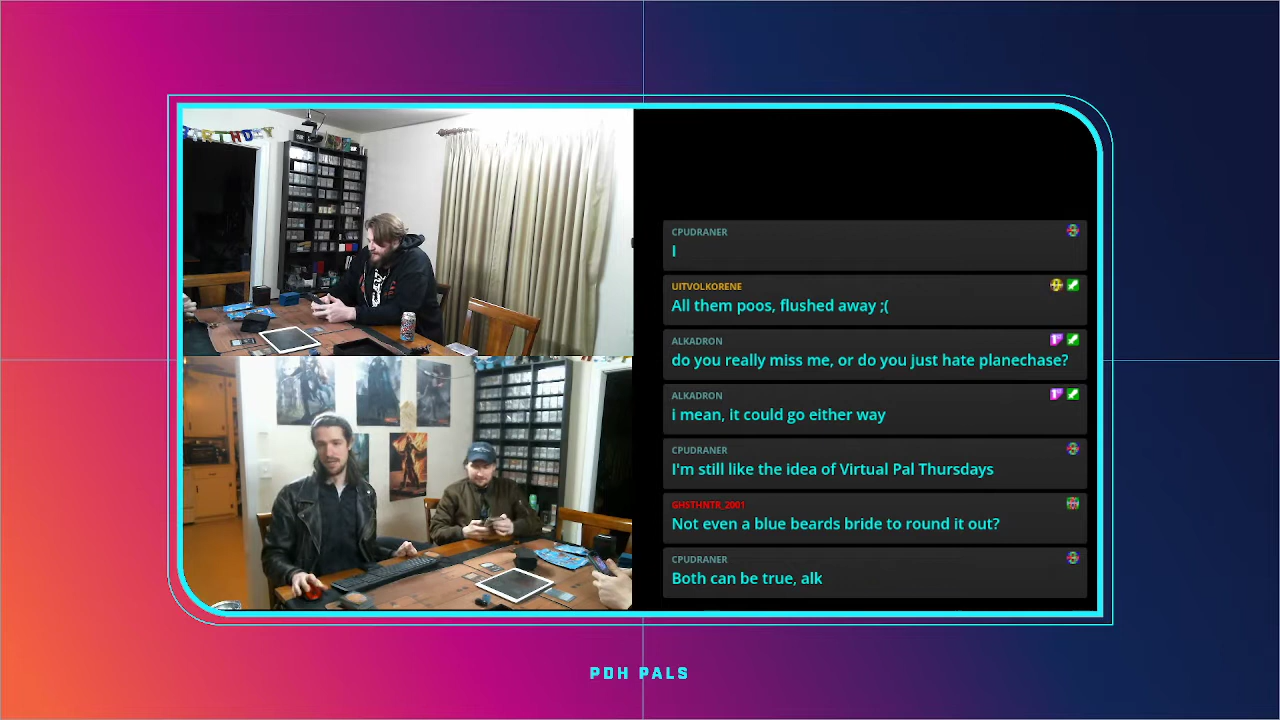 BIRTHDAY
CPUDRANER
I
UITVOLKORENE
All them poos, flushed away ;(
ALKADRON
do you really miss me, or do you just hate planechase?
ALKADRON
i mean, it could go either way
CPUDRANER
I'm still like the idea of Virtual Pal Thursdays
GHSTHNTR_2001
Not even a blue beards bride to round it out?
CPUDRANER
Both can be true, alk
PDH PALS